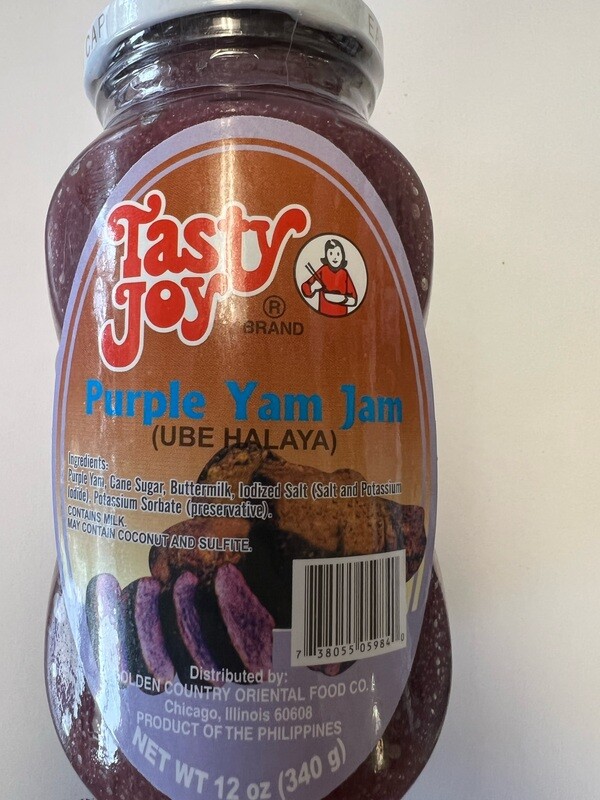 CAP
Tasty
Joy
®
BRAND
Purple Yam Jam
(UBE HALAYA)
Ingredients:
Purple Yam, Cane Sugar, Buttermilk, Iodized Salt (Salt and Potassium
Iodide), Potassium Sorbate (preservative).
CONTAINS MILK.
MAY CONTAIN COCONUT AND SULFITE.
7 38055 05984 0
Distributed by:
OLDEN COUNTRY ORIENTAL FOOD CO.
Chicago, Illinois 60608
PRODUCT OF THE PHILIPPINES
NET WT 12 oz (340 g)